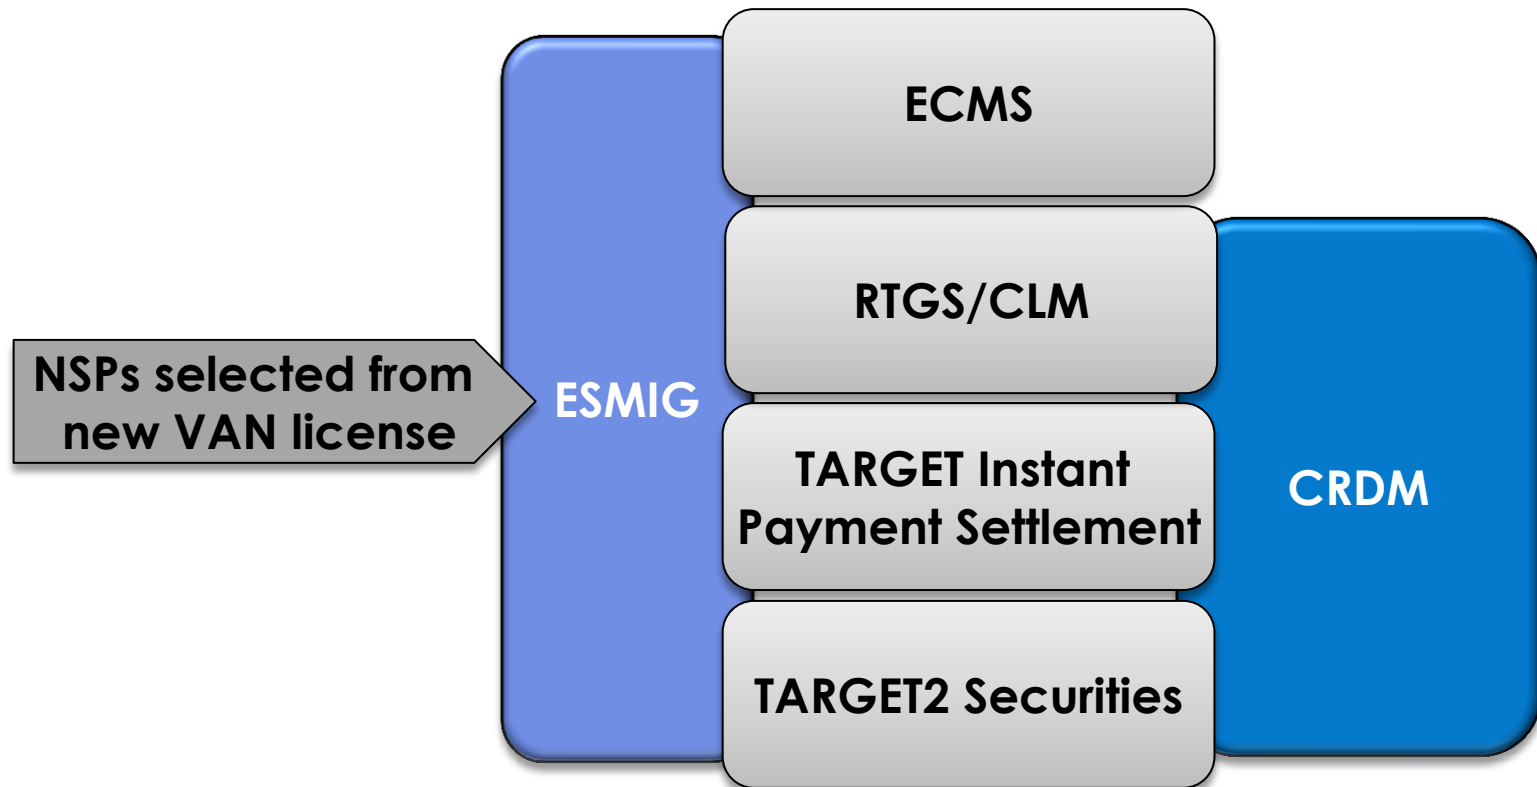 ECMS
RTGS/CLM
NSPs selected from
new VAN license
ESMIG
TARGET Instant
Payment Settlement
CRDM
TARGET2 Securities